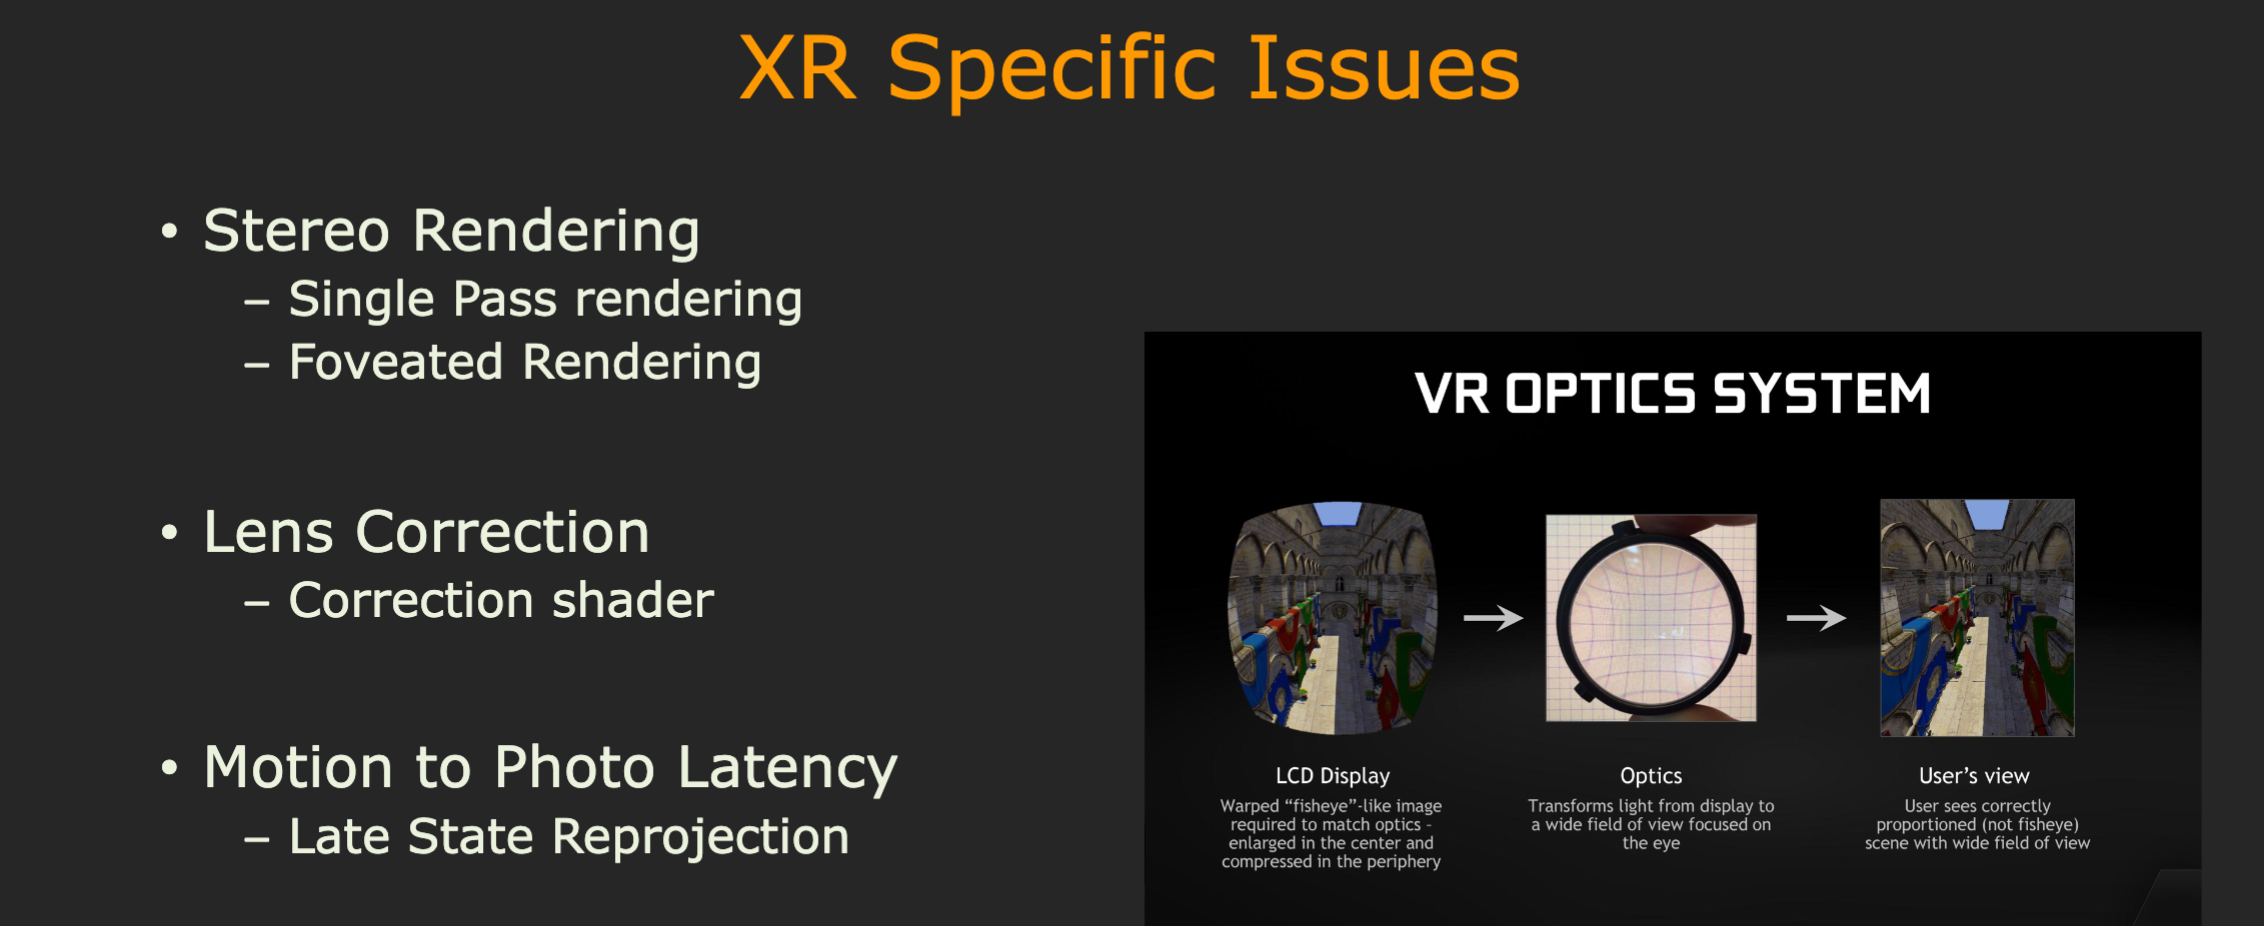 XR Specific Issues
• Stereo Rendering
– Single Pass rendering
– Foveated Rendering
• Lens Correction
– Correction shader
• Motion to Photo Latency
– Late State Reprojection
VR OPTICS SYSTEM
LCD Display
Warped “fisheye”-like image
required to match optics -
enlarged in the center and
compressed in the periphery
Optics
Transforms light from display to
a wide field of view focused on
the eye
User’s view
User sees correctly
proportioned (not fisheye)
scene with wide field of view